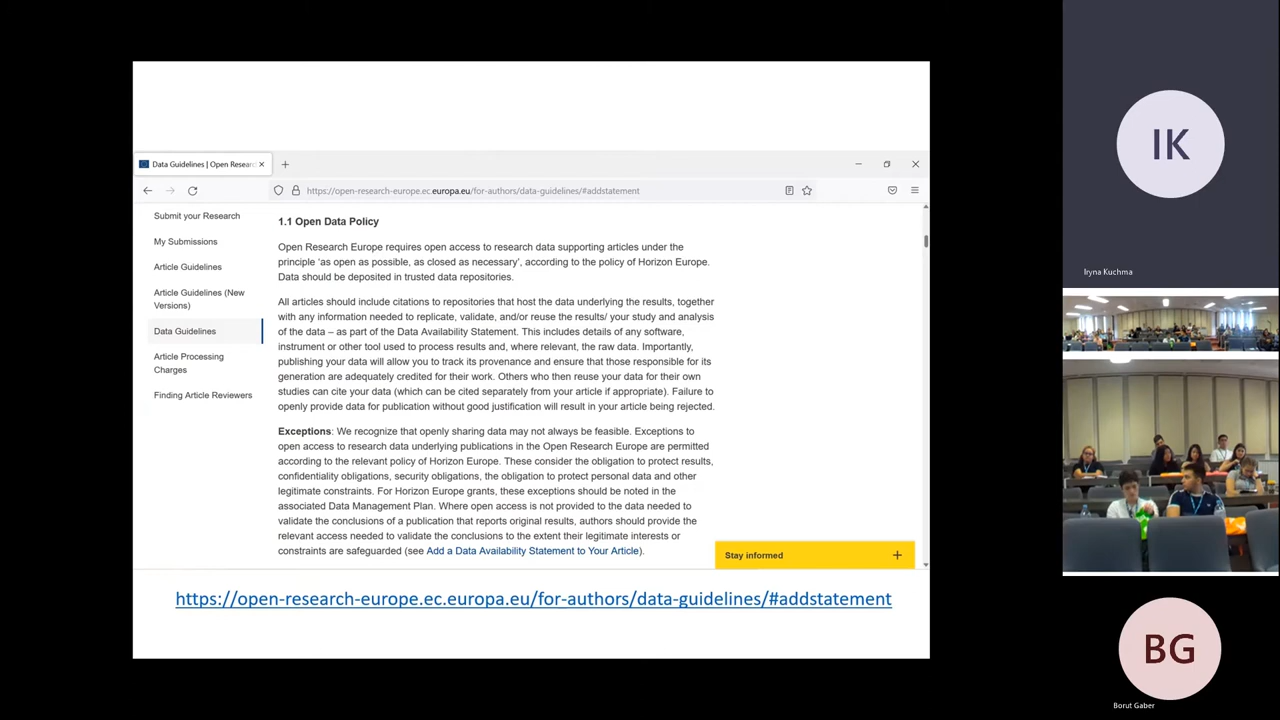 Data Guidelines | Open Resear
https://open-research-europe.ec.europa.eu/for-authors/data-guidelines/#addstatement
Submit your Research
My Submissions
Article Guidelines
Article Guidelines (New
Versions)
Data Guidelines
Article Processing
Charges
Finding Article Reviewers
1.1 Open Data Policy
Open Research Europe requires open access to research data supporting articles under the
principle ‘as open as possible, as closed as necessary’, according to the policy of Horizon Europe.
Data should be deposited in trusted data repositories.
All articles should include citations to repositories that host the data underlying the results, together
with any information needed to replicate, validate, and/or reuse the results/ your study and analysis
of the data – as part of the Data Availability Statement. This includes details of any software,
instrument or other tool used to process results and, where relevant, the raw data. Importantly,
publishing your data will allow you to track its provenance and ensure that those responsible for its
generation are adequately credited for their work. Others who then reuse your data for their own
studies can cite your data (which can be cited separately from your article if appropriate). Failure to
openly provide data for publication without good justification will result in your article being rejected.
Exceptions: We recognize that openly sharing data may not always be feasible. Exceptions to
open access to research data underlying publications in the Open Research Europe are permitted
according to the relevant policy of Horizon Europe. These consider the obligation to protect results,
confidentiality obligations, security obligations, the obligation to protect personal data and other
legitimate constraints. For Horizon Europe grants, these exceptions should be noted in the
associated Data Management Plan. Where open access is not provided to the data needed to
validate the conclusions of a publication that reports original results, authors should provide the
relevant access needed to validate the conclusions to the extent their legitimate interests or
constraints are safeguarded (see Add a Data Availability Statement to Your Article).
Stay informed
https://open-research-europe.ec.europa.eu/for-authors/data-guidelines/#addstatement
IK
Iryna Kuchma
BG
Borut Gaber